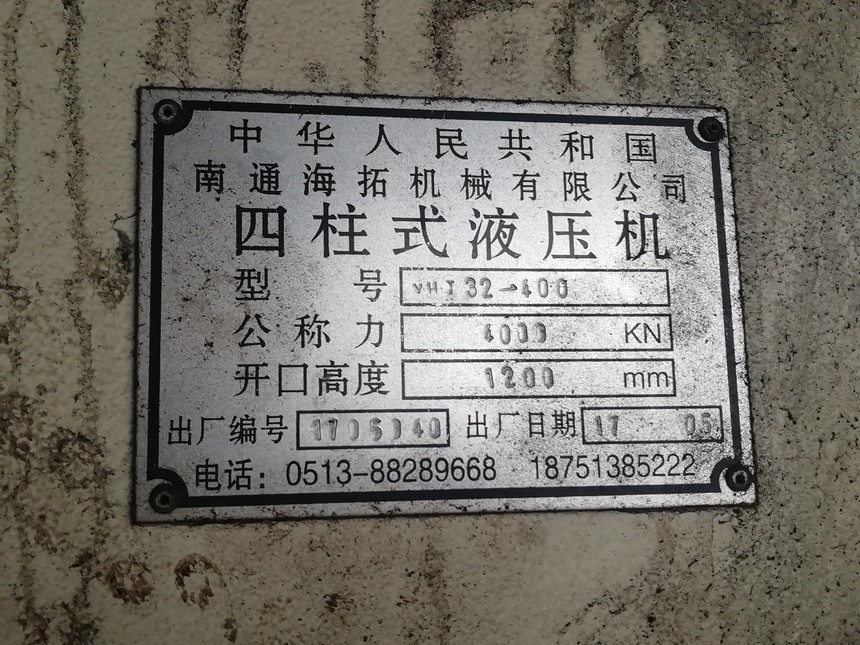 中华人民共和国
南通海拓机械有限公司
四柱式液压机
型 号 YHT32-400
公称力 4000 KN
开口高度 1200 mm
出厂编号 1705040 出厂日期 17 05
电话：0513-88289668 18751385222